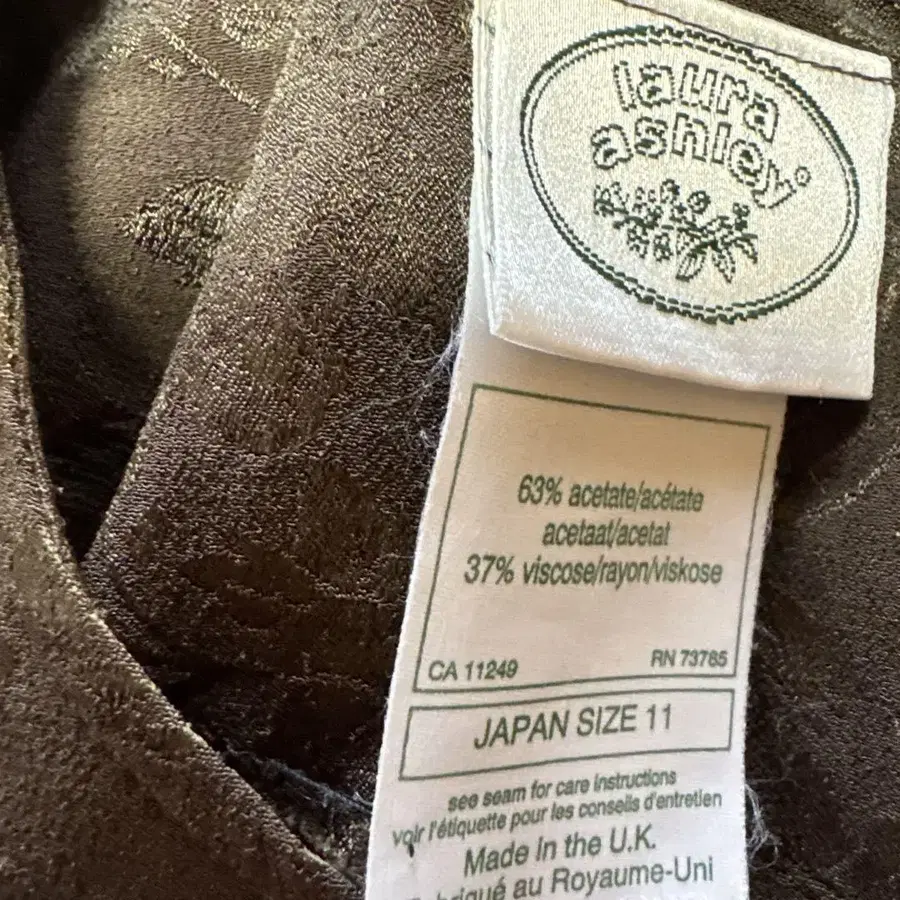 laura
ashley®
63% acetate/acétate
acetaat/acetat
37% viscose/rayon/viskose
CA 11249
RN 73765
JAPAN SIZE 11
see seam for care instructions
voir l'étiquette pour les conseils d'entretien
Made in the U.K.
Fabriqué au Royaume-Uni